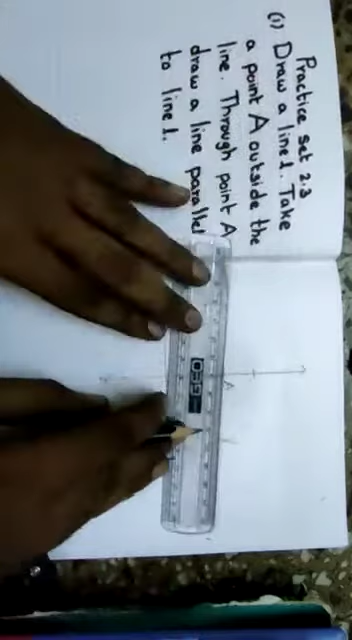 Practice set 2.3
(1) Draw a line l. Take
a point A outside the
line. Through point A
draw a line parallel
to line l.
A